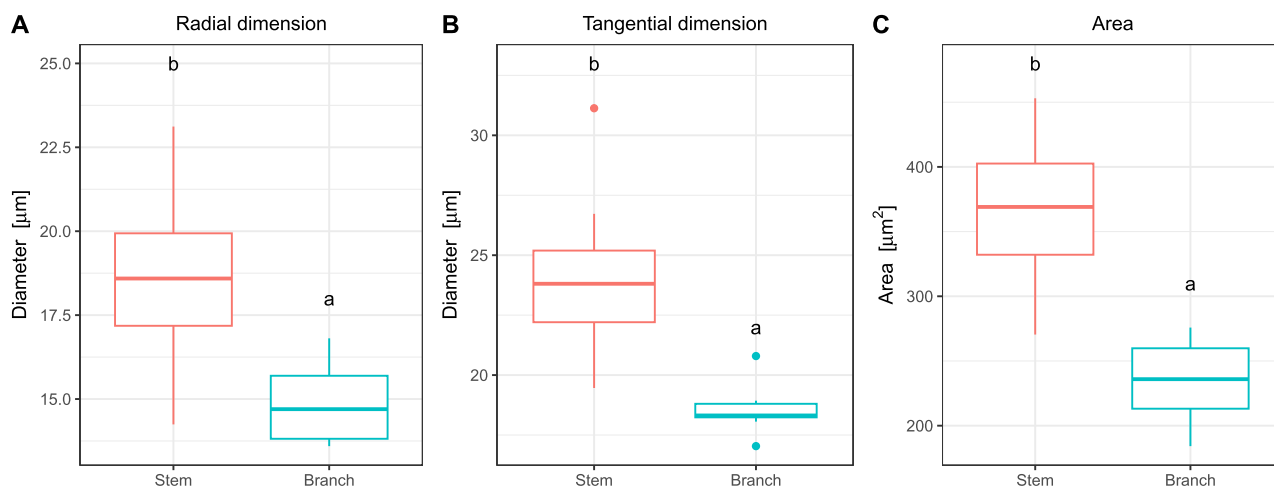 A
Radial dimension
Diameter [μm]
25.0
22.5
20.0
17.5
15.0
b
a
Stem
Branch
B
Tangential dimension
Diameter [μm]
30
25
20
b
a
Stem
Branch
C
Area
Area [μm²]
400
300
200
b
a
Stem
Branch